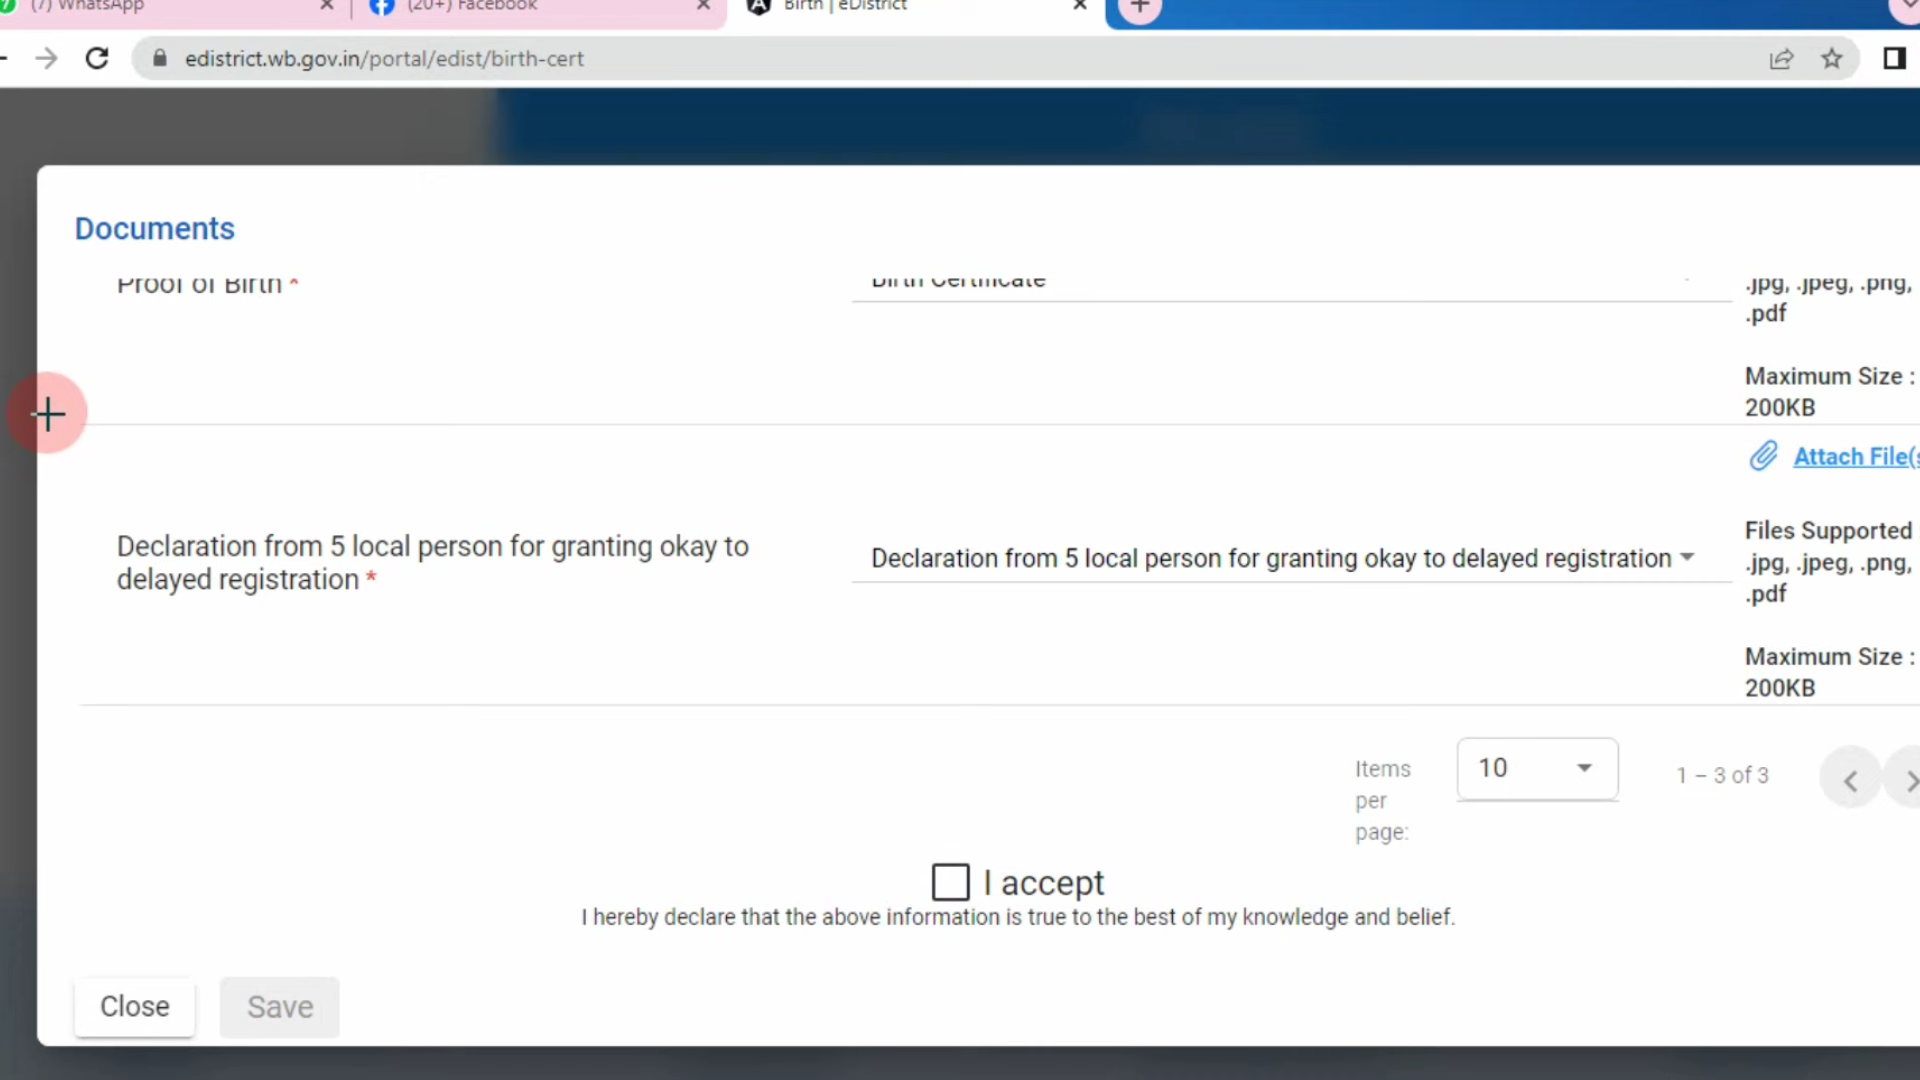 (7) WhatsApp
(20+) Facebook
Birth | eDistrict
edistrict.wb.gov.in/portal/edist/birth-cert
Documents
Proof of Birth *
Birth Certificate
.jpg, .jpeg, .png,
.pdf
Maximum Size :
200KB
Attach File(s
Declaration from 5 local person for granting okay to
delayed registration *
Declaration from 5 local person for granting okay to delayed registration
Files Supported :
.jpg, .jpeg, .png,
.pdf
Maximum Size :
200KB
Items
per
page:
10
1 – 3 of 3
I accept
I hereby declare that the above information is true to the best of my knowledge and belief.
Close
Save